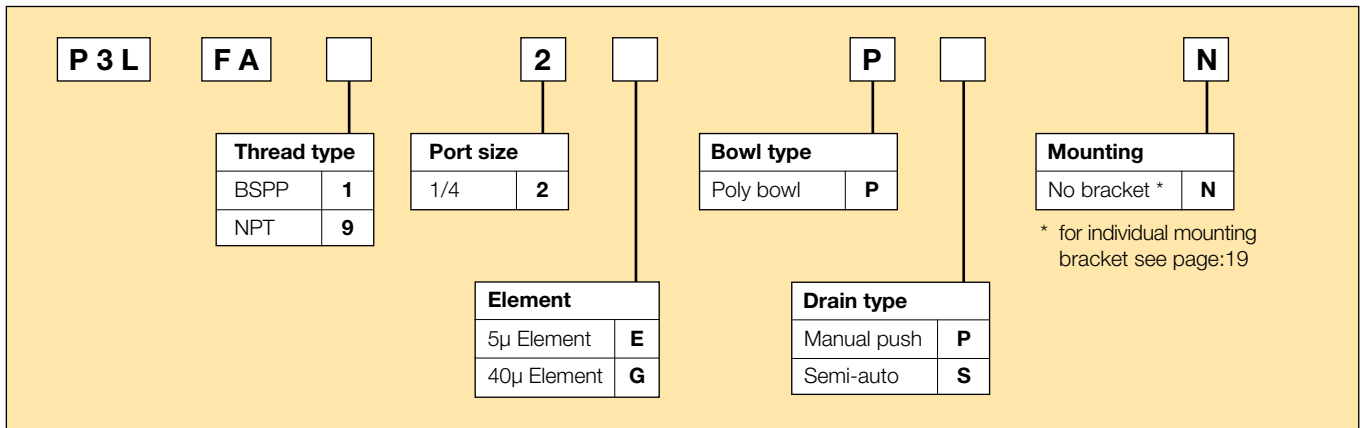 P 3 L F A 2 P N
Thread type
BSPP 1
NPT 9
Port size
1/4 2
Bowl type
Poly bowl P
Mounting
No bracket * N
* for individual mounting
bracket see page:19
Element
5µ Element E
40µ Element G
Drain type
Manual push P
Semi-auto S